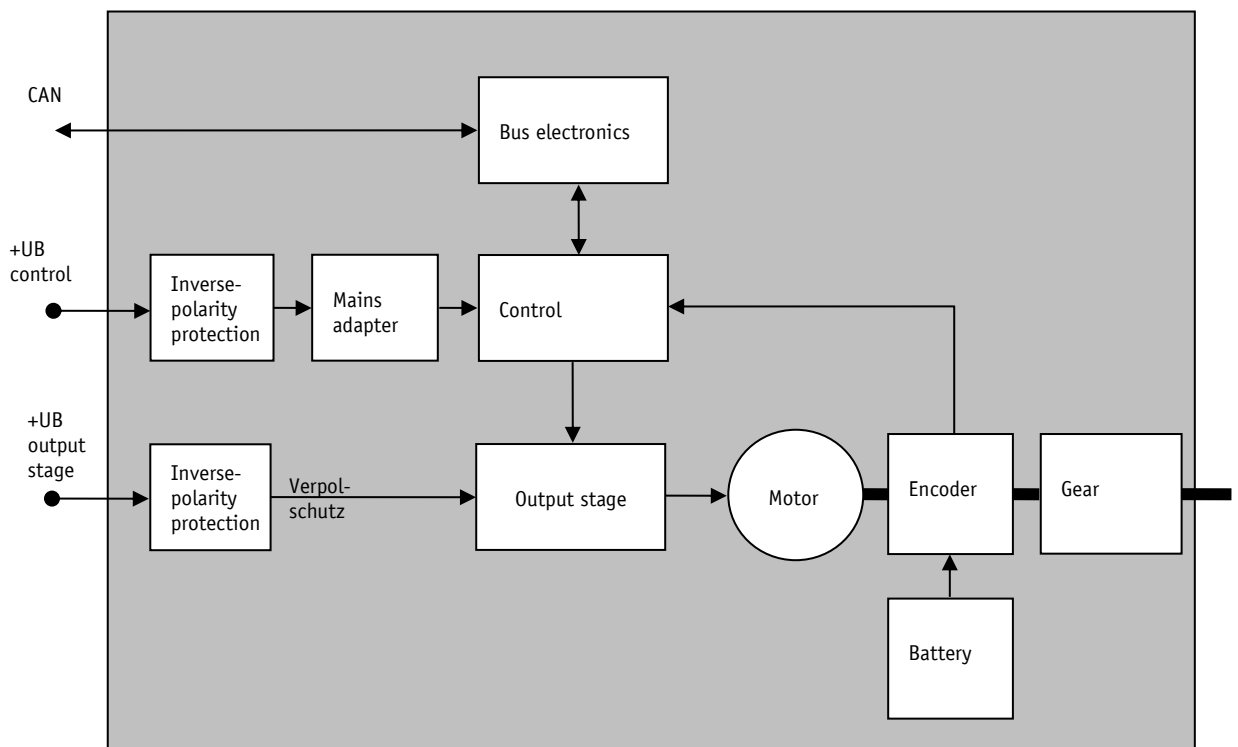 CAN
Bus electronics
+UB
control
Inverse-
polarity
protection
Mains
adapter
Control
+UB
output
stage
Inverse-
polarity
protection
Verpol-
schutz
Output stage
Motor
Encoder
Gear
Battery